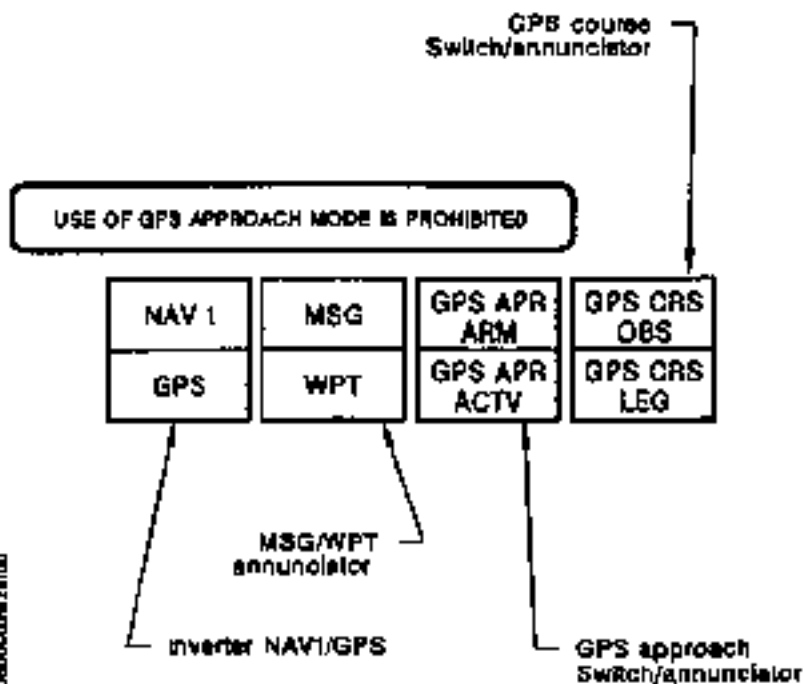 GPS course
Switch/annunciator
USE OF GPS APPROACH MODE IS PROHIBITED
NAV 1
MSG
GPS APR
ARM
GPS CRS
OBS
GPS
WPT
GPS APR
ACTV
GPS CRS
LEG
MSG/WPT
annunciator
inverter NAV1/GPS
GPS approach
Switch/annunciator